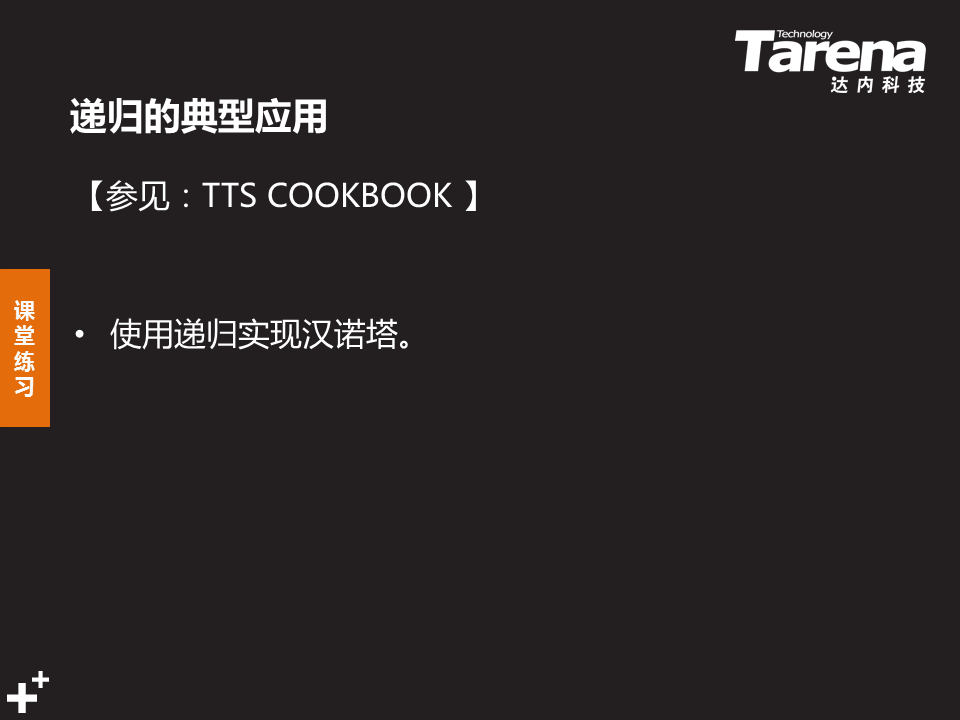 Technology
Tarena
达内科技
递归的典型应用
【参见：TTS COOKBOOK 】
课堂练习
• 使用递归实现汉诺塔。